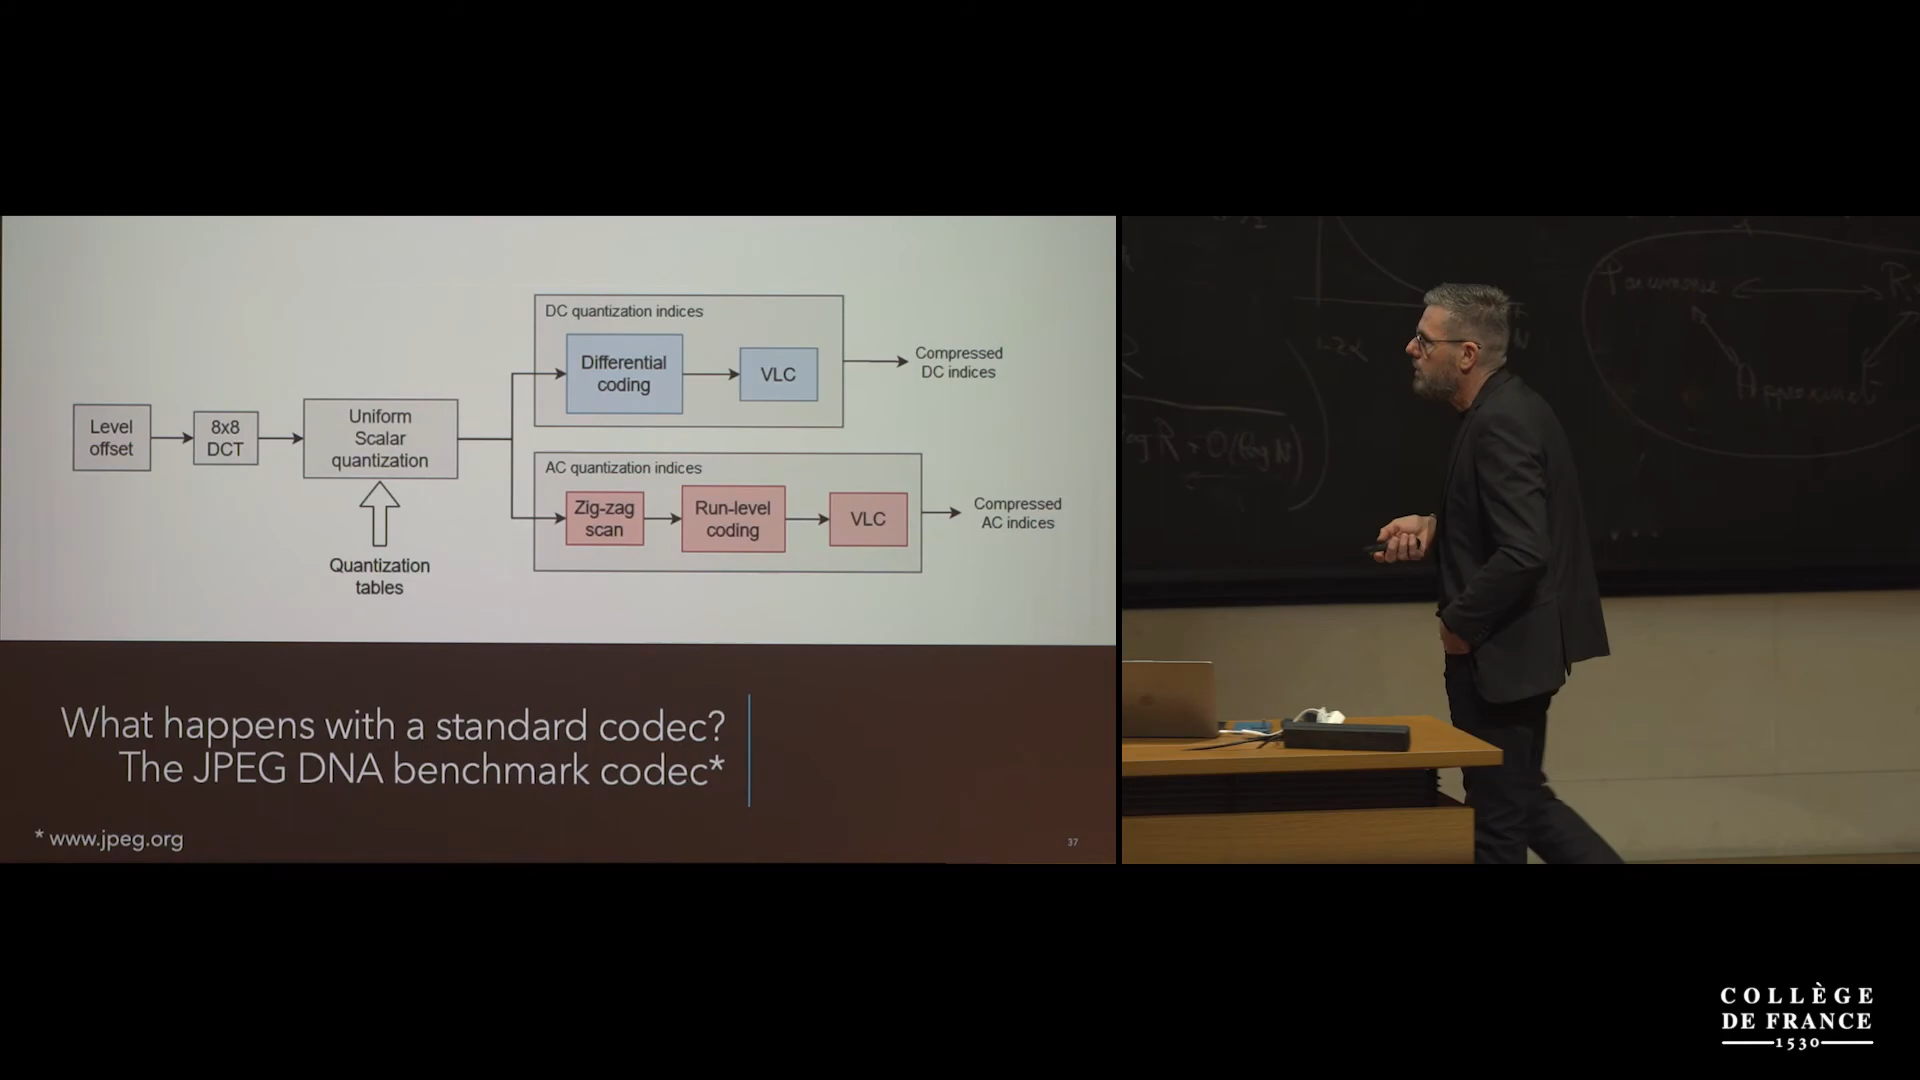 DC quantization indices
Differential
coding
VLC
Compressed
DC indices
Level
offset
8x8
DCT
Uniform
Scalar
quantization
AC quantization indices
Zig-zag
scan
Run-level
coding
VLC
Compressed
AC indices
Quantization
tables
What happens with a standard codec?
The JPEG DNA benchmark codec*
* www.jpeg.org
37
COLLÈGE
DE FRANCE
1530